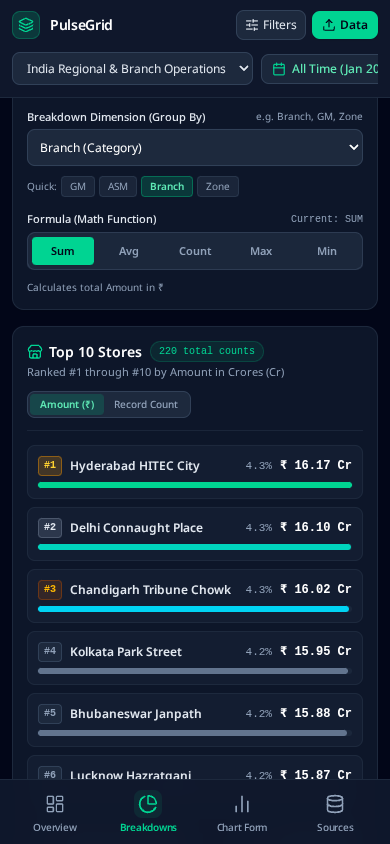 PulseGrid
Filters
Data
India Regional & Branch Operations
All Time (Jan 20
Breakdown Dimension (Group By)
e.g. Branch, GM, Zone
Branch (Category)
Quick: GM ASM Branch Zone
Formula (Math Function)
Current: SUM
Sum Avg Count Max Min
Calculates total Amount in ₹
Top 10 Stores
220 total counts
Ranked #1 through #10 by Amount in Crores (Cr)
Amount (₹) Record Count
#1 Hyderabad HITEC City 4.3% ₹ 16.17 Cr
#2 Delhi Connaught Place 4.3% ₹ 16.10 Cr
#3 Chandigarh Tribune Chowk 4.3% ₹ 16.02 Cr
#4 Kolkata Park Street 4.2% ₹ 15.95 Cr
#5 Bhubaneswar Janpath 4.2% ₹ 15.88 Cr
#6 Lucknow Hazratganj 4.2% ₹ 15.87 Cr
Overview Breakdowns Chart Form Sources